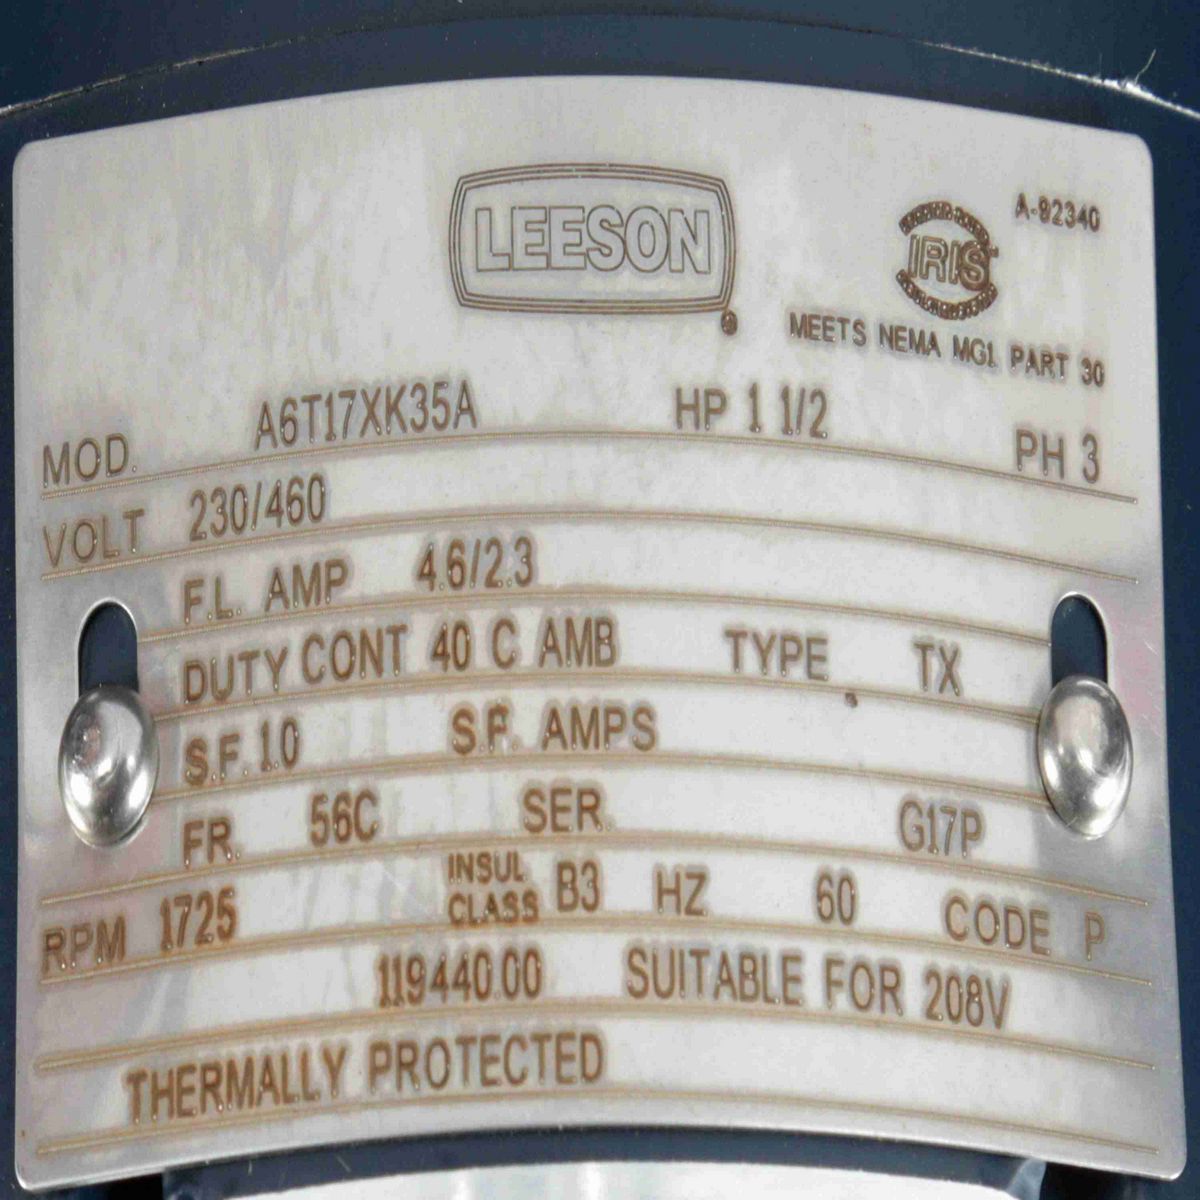 LEESON
IRIS
A-92340
MEETS NEMA MG1 PART 30
MOD. A6T17XK35A HP 1 1/2 PH 3
VOLT 230/460
F.L. AMP 4.6/2.3
DUTY CONT 40 C AMB TYPE TX
S.F. 1.0 S.F. AMPS
FR. 56C SER. G17P
RPM 1725 INSUL CLASS B3 HZ 60 CODE P
119440.00 SUITABLE FOR 208V
THERMALLY PROTECTED